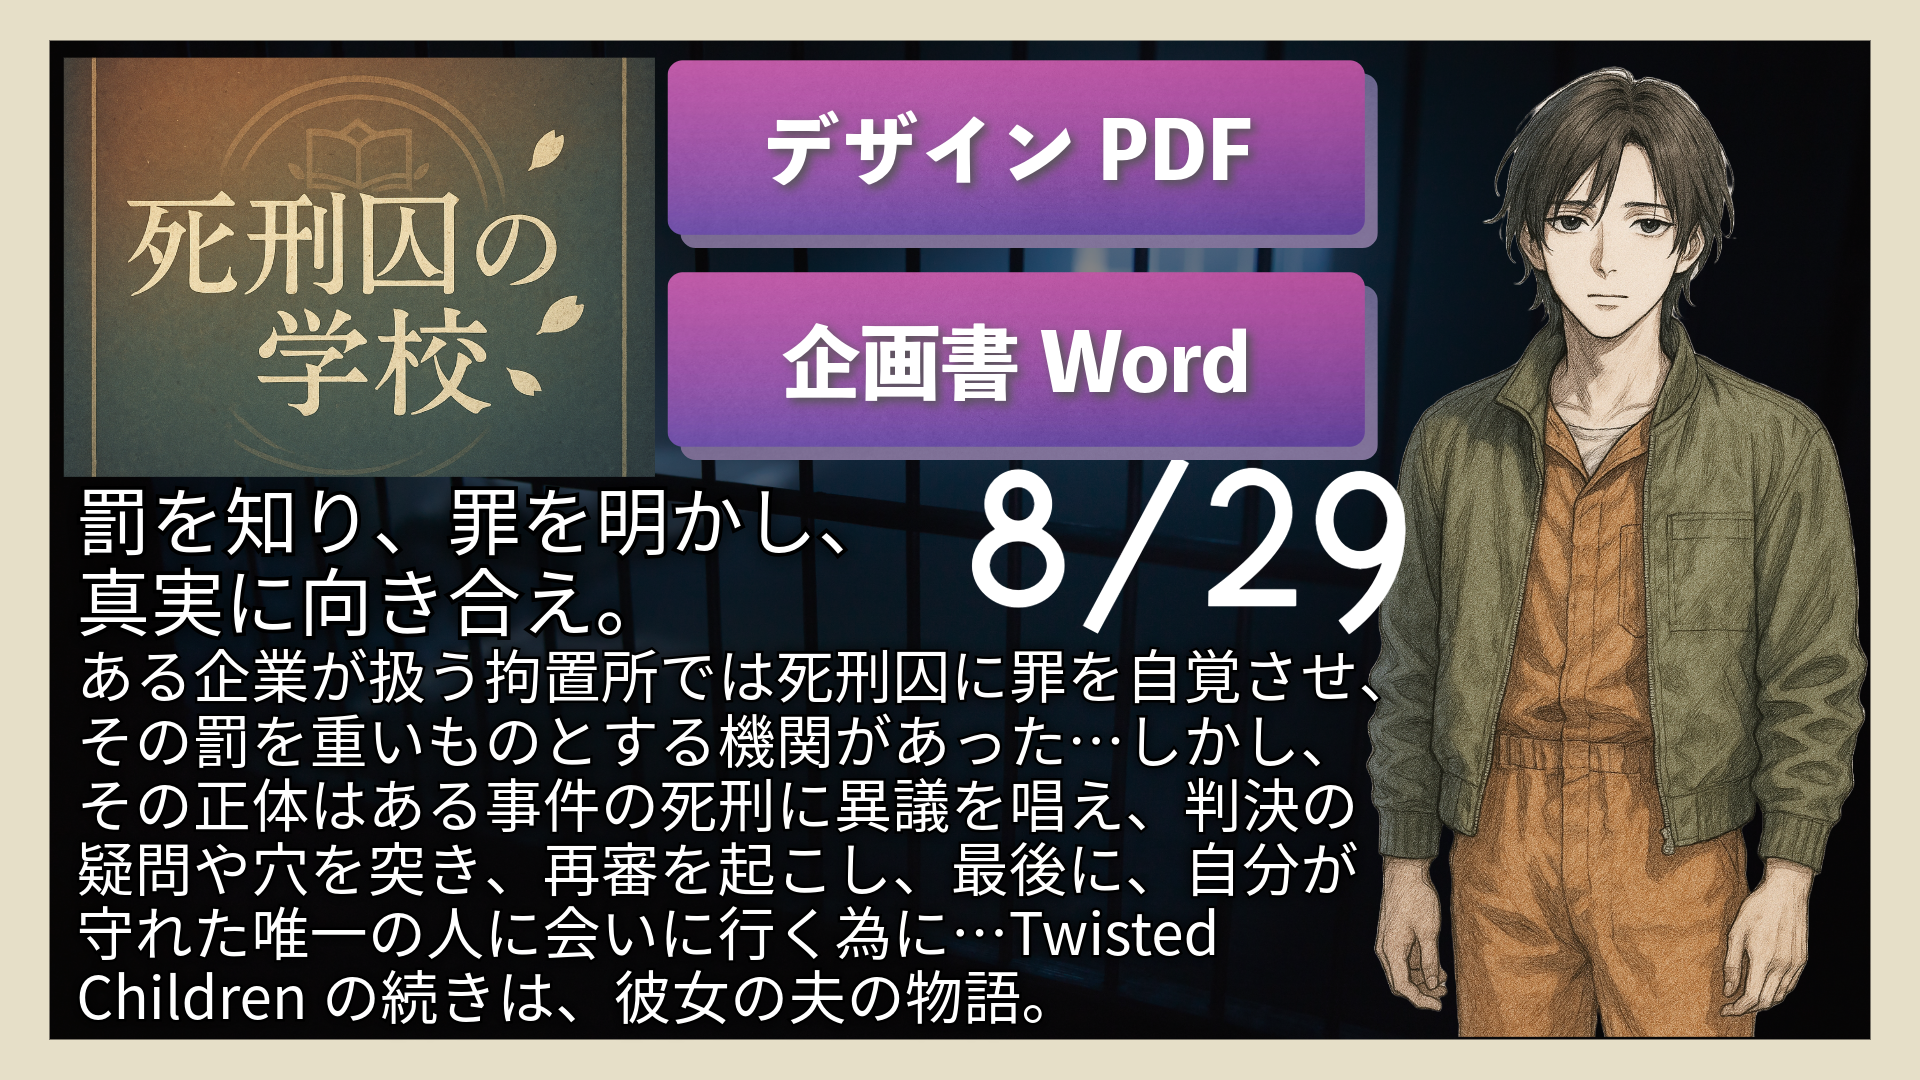 死刑囚の
学校
デザイン PDF
企画書 Word
8/29
罰を知り、罪を明かし、
真実に向き合え。
ある企業が扱う拘置所では死刑囚に罪を自覚させ、
その罰を重いものとする機関があった…しかし、
その正体はある事件の死刑に異議を唱え、判決の
疑問や穴を突き、再審を起こし、最後に、自分が
守れた唯一の人に会いに行く為に…Twisted
Children の続きは、彼女の夫の物語。